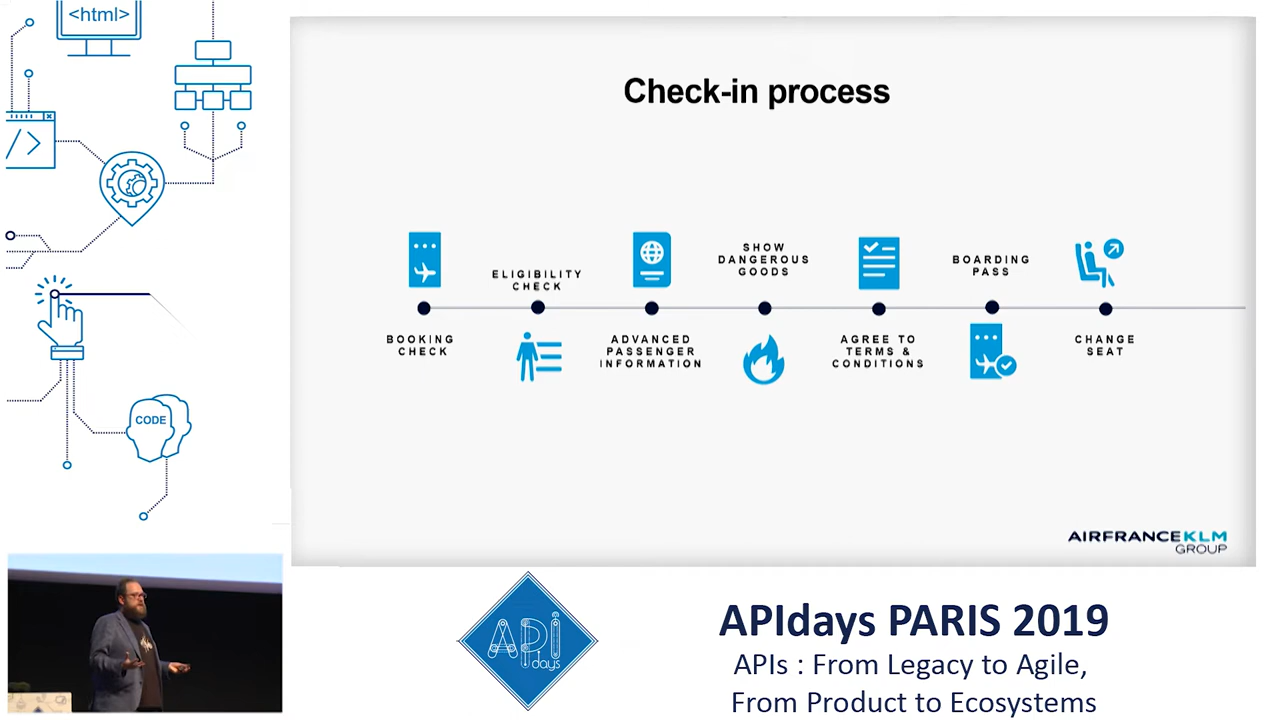 <html>
</>
CODE
Check-in process
BOOKING
CHECK
ELIGIBILITY
CHECK
ADVANCED
PASSENGER
INFORMATION
SHOW
DANGEROUS
GOODS
AGREE TO
TERMS &
CONDITIONS
BOARDING
PASS
CHANGE
SEAT
AIRFRANCEKLM
GROUP
API
days
APIdays PARIS 2019
APIs : From Legacy to Agile,
From Product to Ecosystems